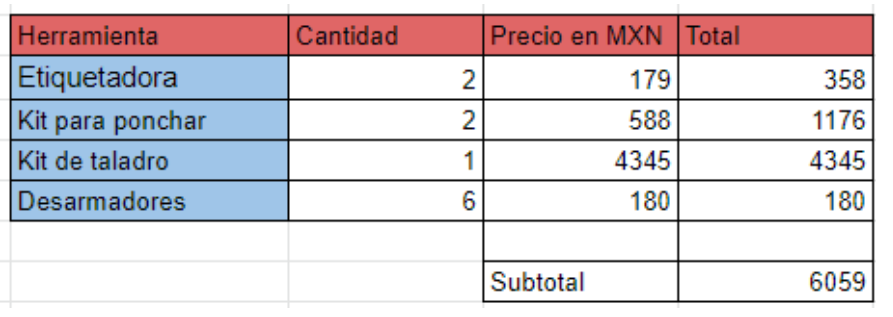 Herramienta Cantidad Precio en MXN Total
Etiquetadora 2 179 358
Kit para ponchar 2 588 1176
Kit de taladro 1 4345 4345
Desarmadores 6 180 180
Subtotal 6059